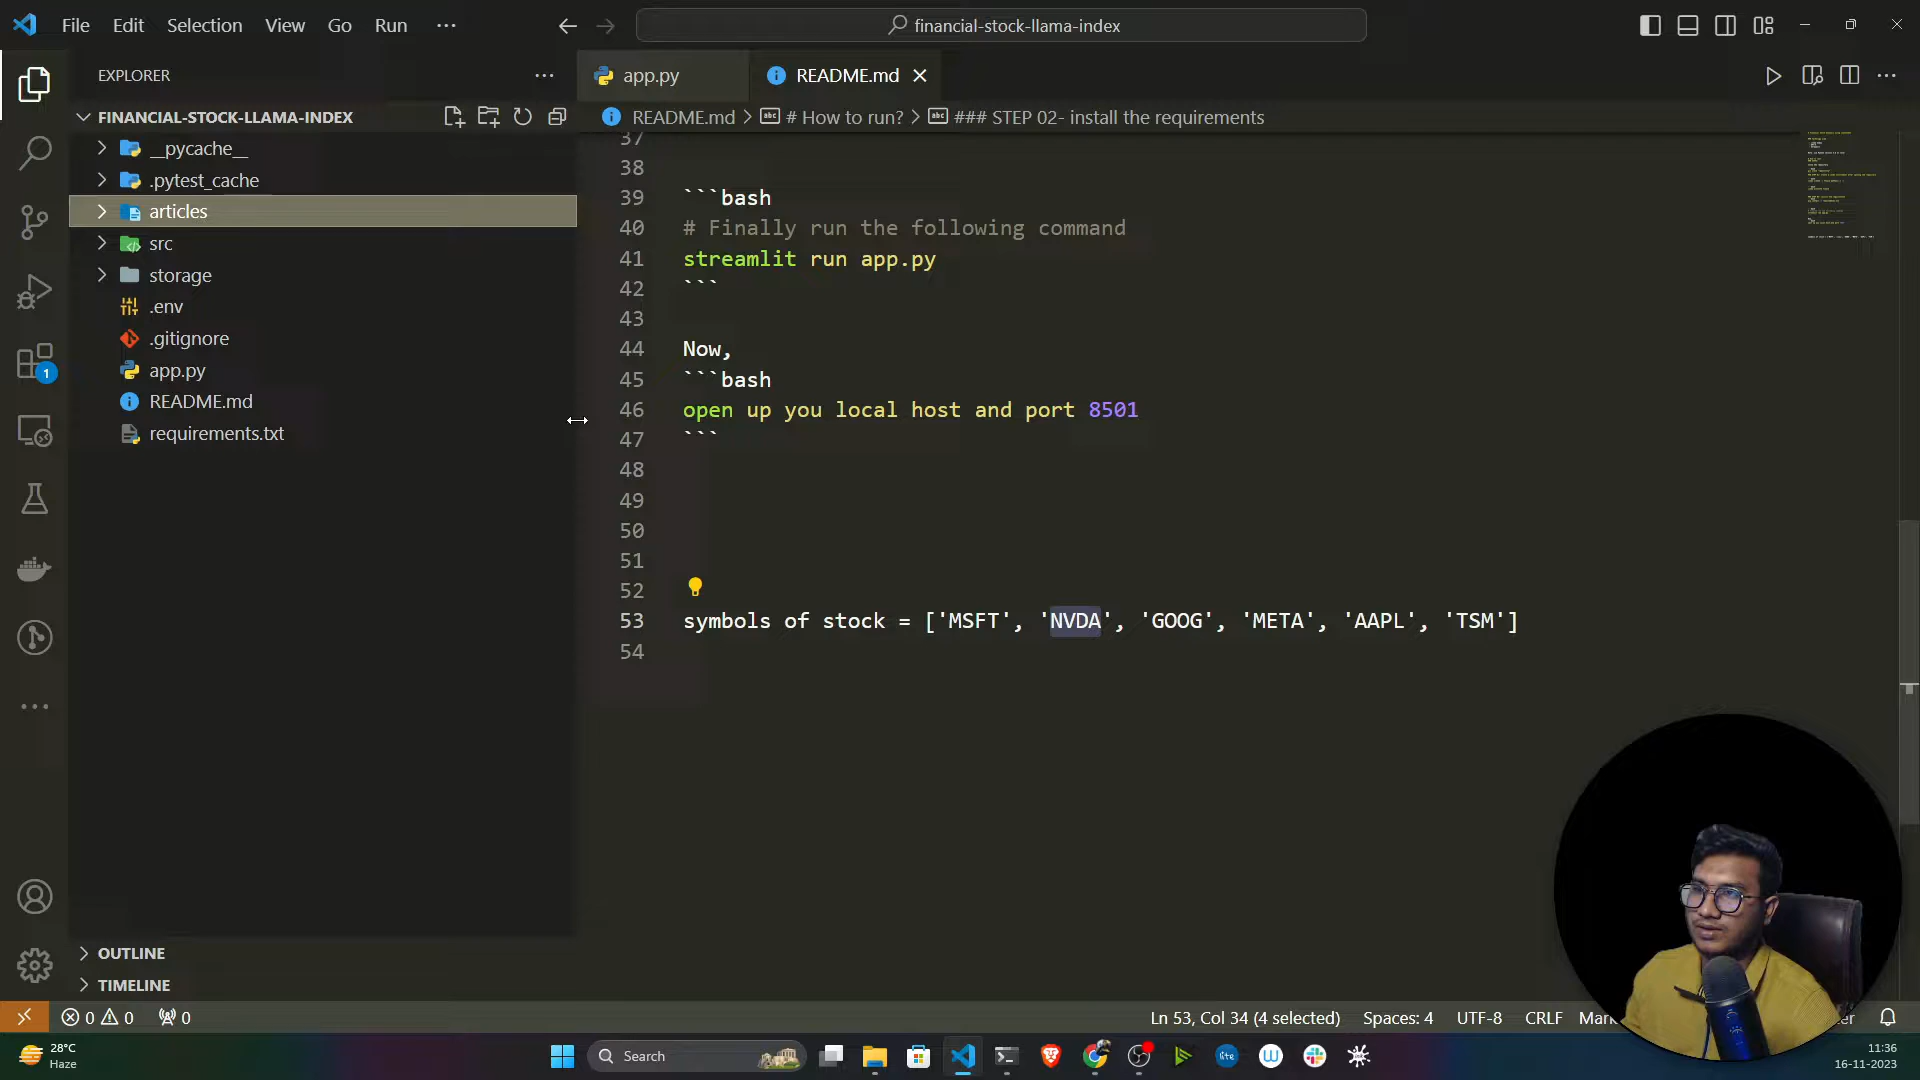 File Edit Selection View Go Run ···
financial-stock-llama-index
EXPLORER
app.py
README.md
FINANCIAL-STOCK-LLAMA-INDEX
README.md > # How to run? > ### STEP 02- install the requirements
__pycache__
.pytest_cache
articles
src
storage
.env
.gitignore
app.py
README.md
requirements.txt
37
38
39 ```bash
40 # Finally run the following command
41 streamlit run app.py
42 ```
43
44 Now,
45 ```bash
46 open up you local host and port 8501
47 ```
48
49
50
51
52
53 symbols of stock = ['MSFT', 'NVDA', 'GOOG', 'META', 'AAPL', 'TSM']
54
1
OUTLINE
TIMELINE
0 0 0
Ln 53, Col 34 (4 selected) Spaces: 4 UTF-8 CRLF
28°C
Haze
Search
11:36
16-11-2023